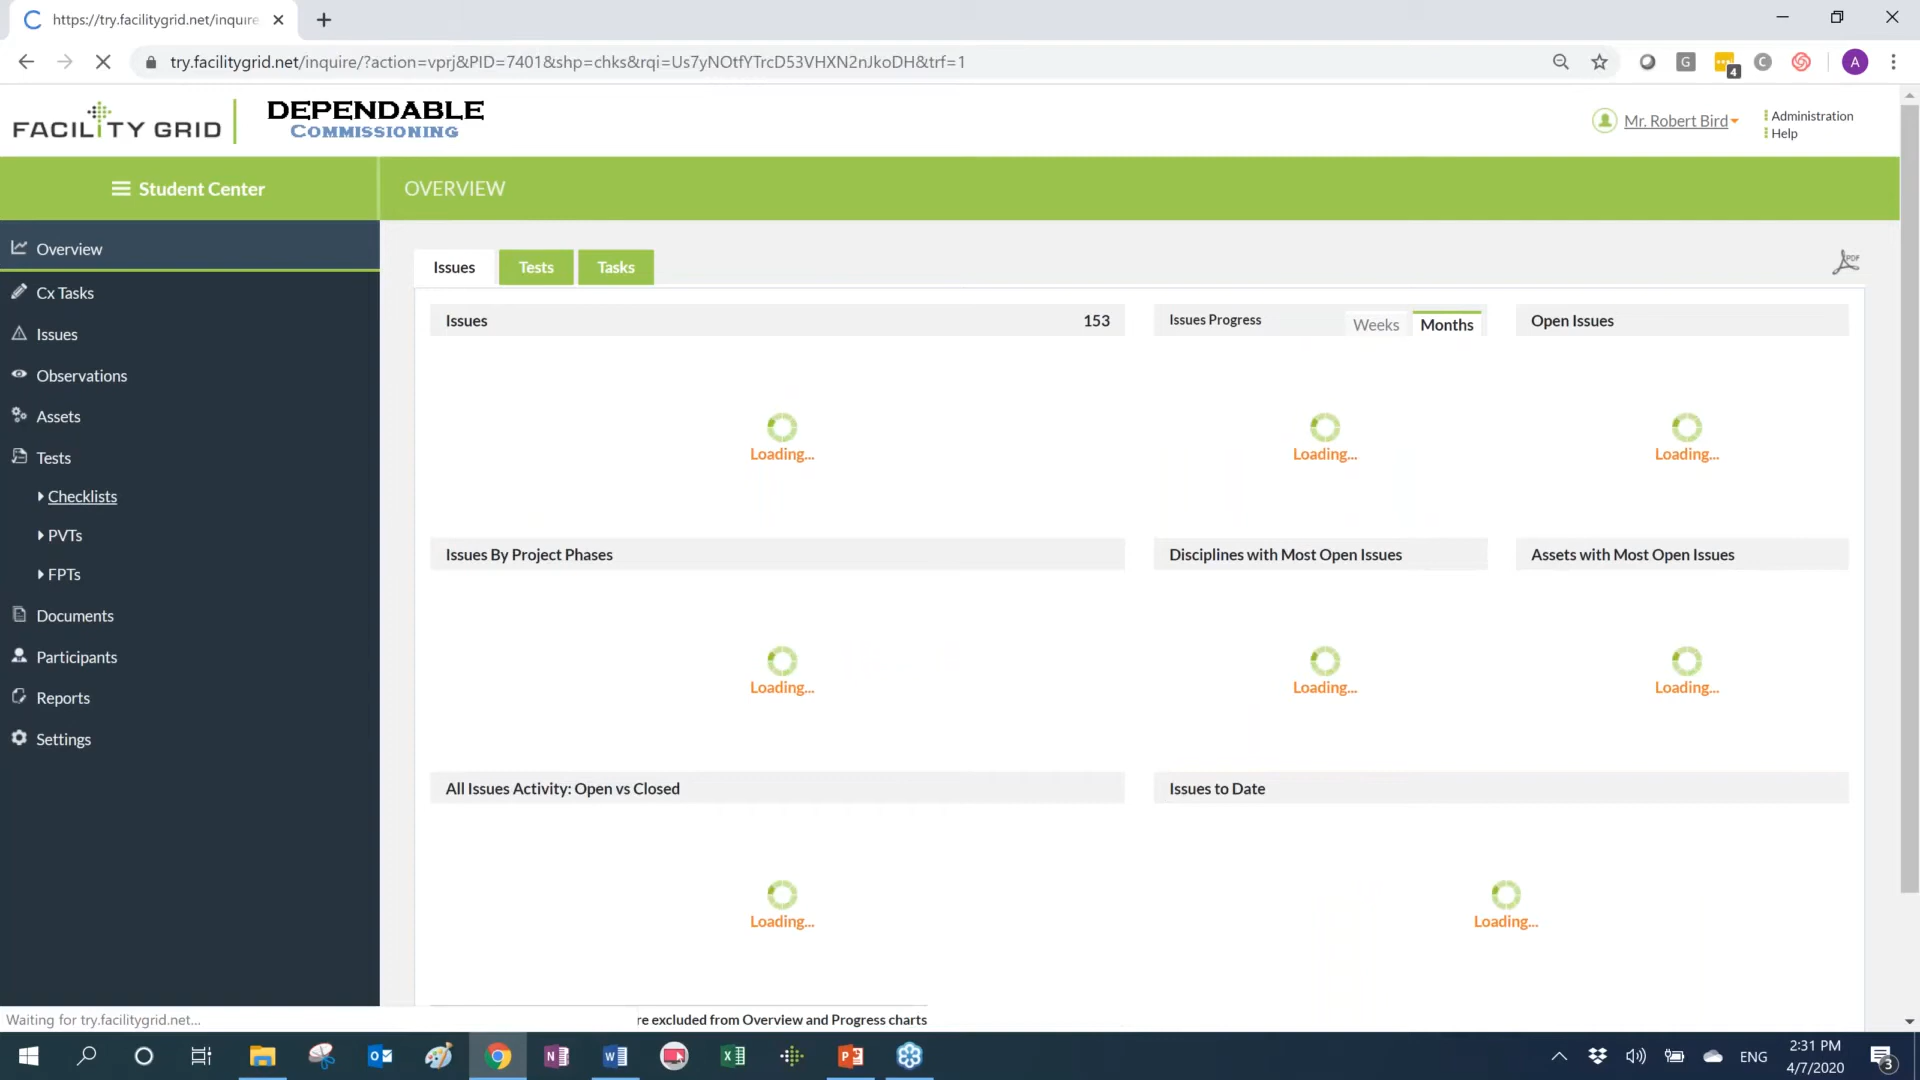 https://try.facilitygrid.net/inquire
try.facilitygrid.net/inquire/?action=vprj&PID=7401&shp=chks&rqi=Us7yNOtfYTrcD53VHXN2nJkoDH&trf=1
G
4
C
A
FACILITY GRID
DEPENDABLE
COMMISSIONING
Mr. Robert Bird
Administration
Help
Student Center
OVERVIEW
Overview
Cx Tasks
Issues
Observations
Assets
Tests
Checklists
PVTs
FPTs
Documents
Participants
Reports
Settings
Issues
Tests
Tasks
PDF
Issues 153
Issues Progress
Weeks
Months
Open Issues
Loading...
Loading...
Loading...
Issues By Project Phases
Disciplines with Most Open Issues
Assets with Most Open Issues
Loading...
Loading...
Loading...
All Issues Activity: Open vs Closed
Issues to Date
Loading...
Loading...
Waiting for try.facilitygrid.net...
re excluded from Overview and Progress charts
ENG
2:31 PM
4/7/2020
3